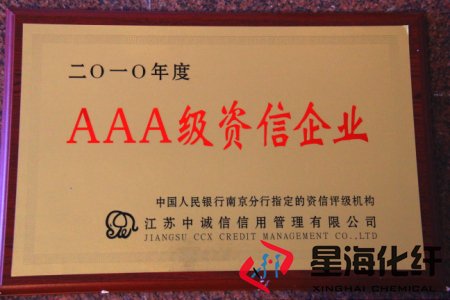 二〇一〇年度
AAA级资信企业
中国人民银行南京分行指定的资信评级机构
江苏中诚信信用管理有限公司
JIANGSU CCX CREDIT MANAGEMENT CO.,LTD
星海化纤
XINGHAI CHEMICAL